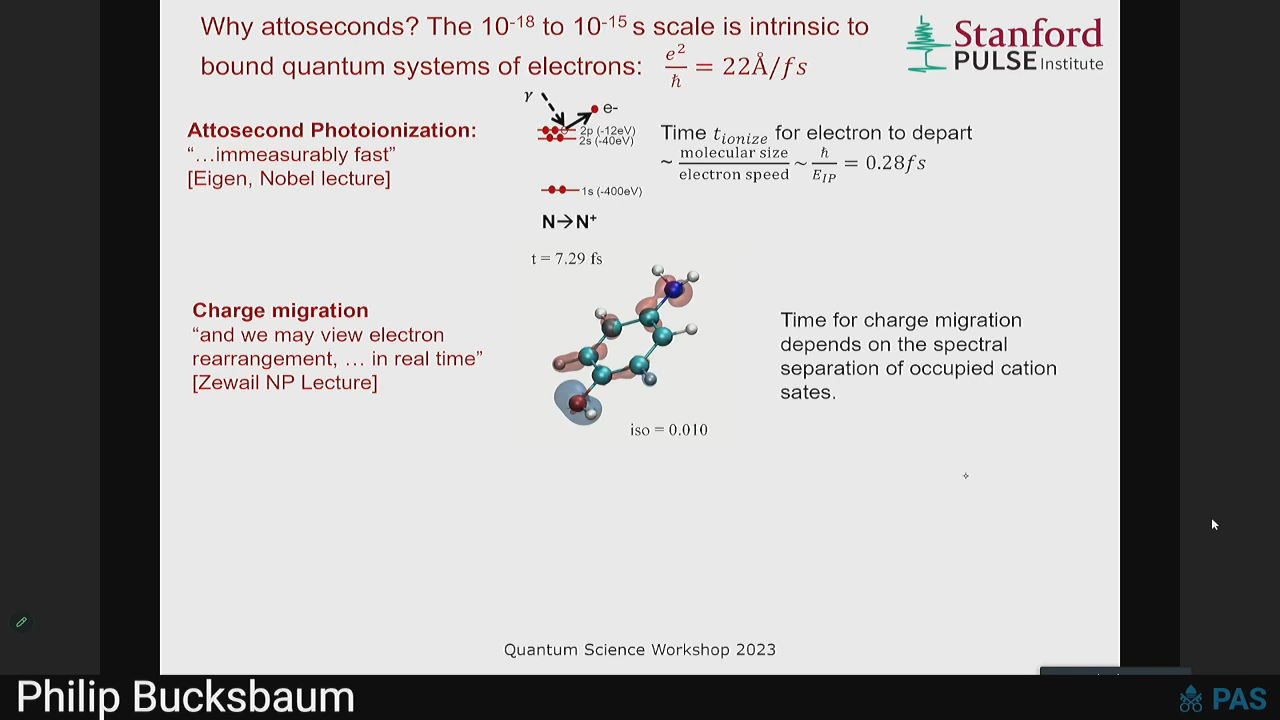 Why attoseconds? The 10-18 to 10-15 s scale is intrinsic to
bound quantum systems of electrons: e²/ħ = 22Å/fs
Stanford
PULSE Institute
γ
e-
Attosecond Photoionization:
“…immeasurably fast”
[Eigen, Nobel lecture]
2p (-12eV)
2s (-40eV)
1s (-400eV)
N→N+
Time tionize for electron to depart
~ molecular size / electron speed ~ ħ / EIP = 0.28fs
t = 7.29 fs
Charge migration
“and we may view electron
rearrangement, … in real time”
[Zewail NP Lecture]
iso = 0.010
Time for charge migration
depends on the spectral
separation of occupied cation
sates.
Quantum Science Workshop 2023
Philip Bucksbaum
PAS